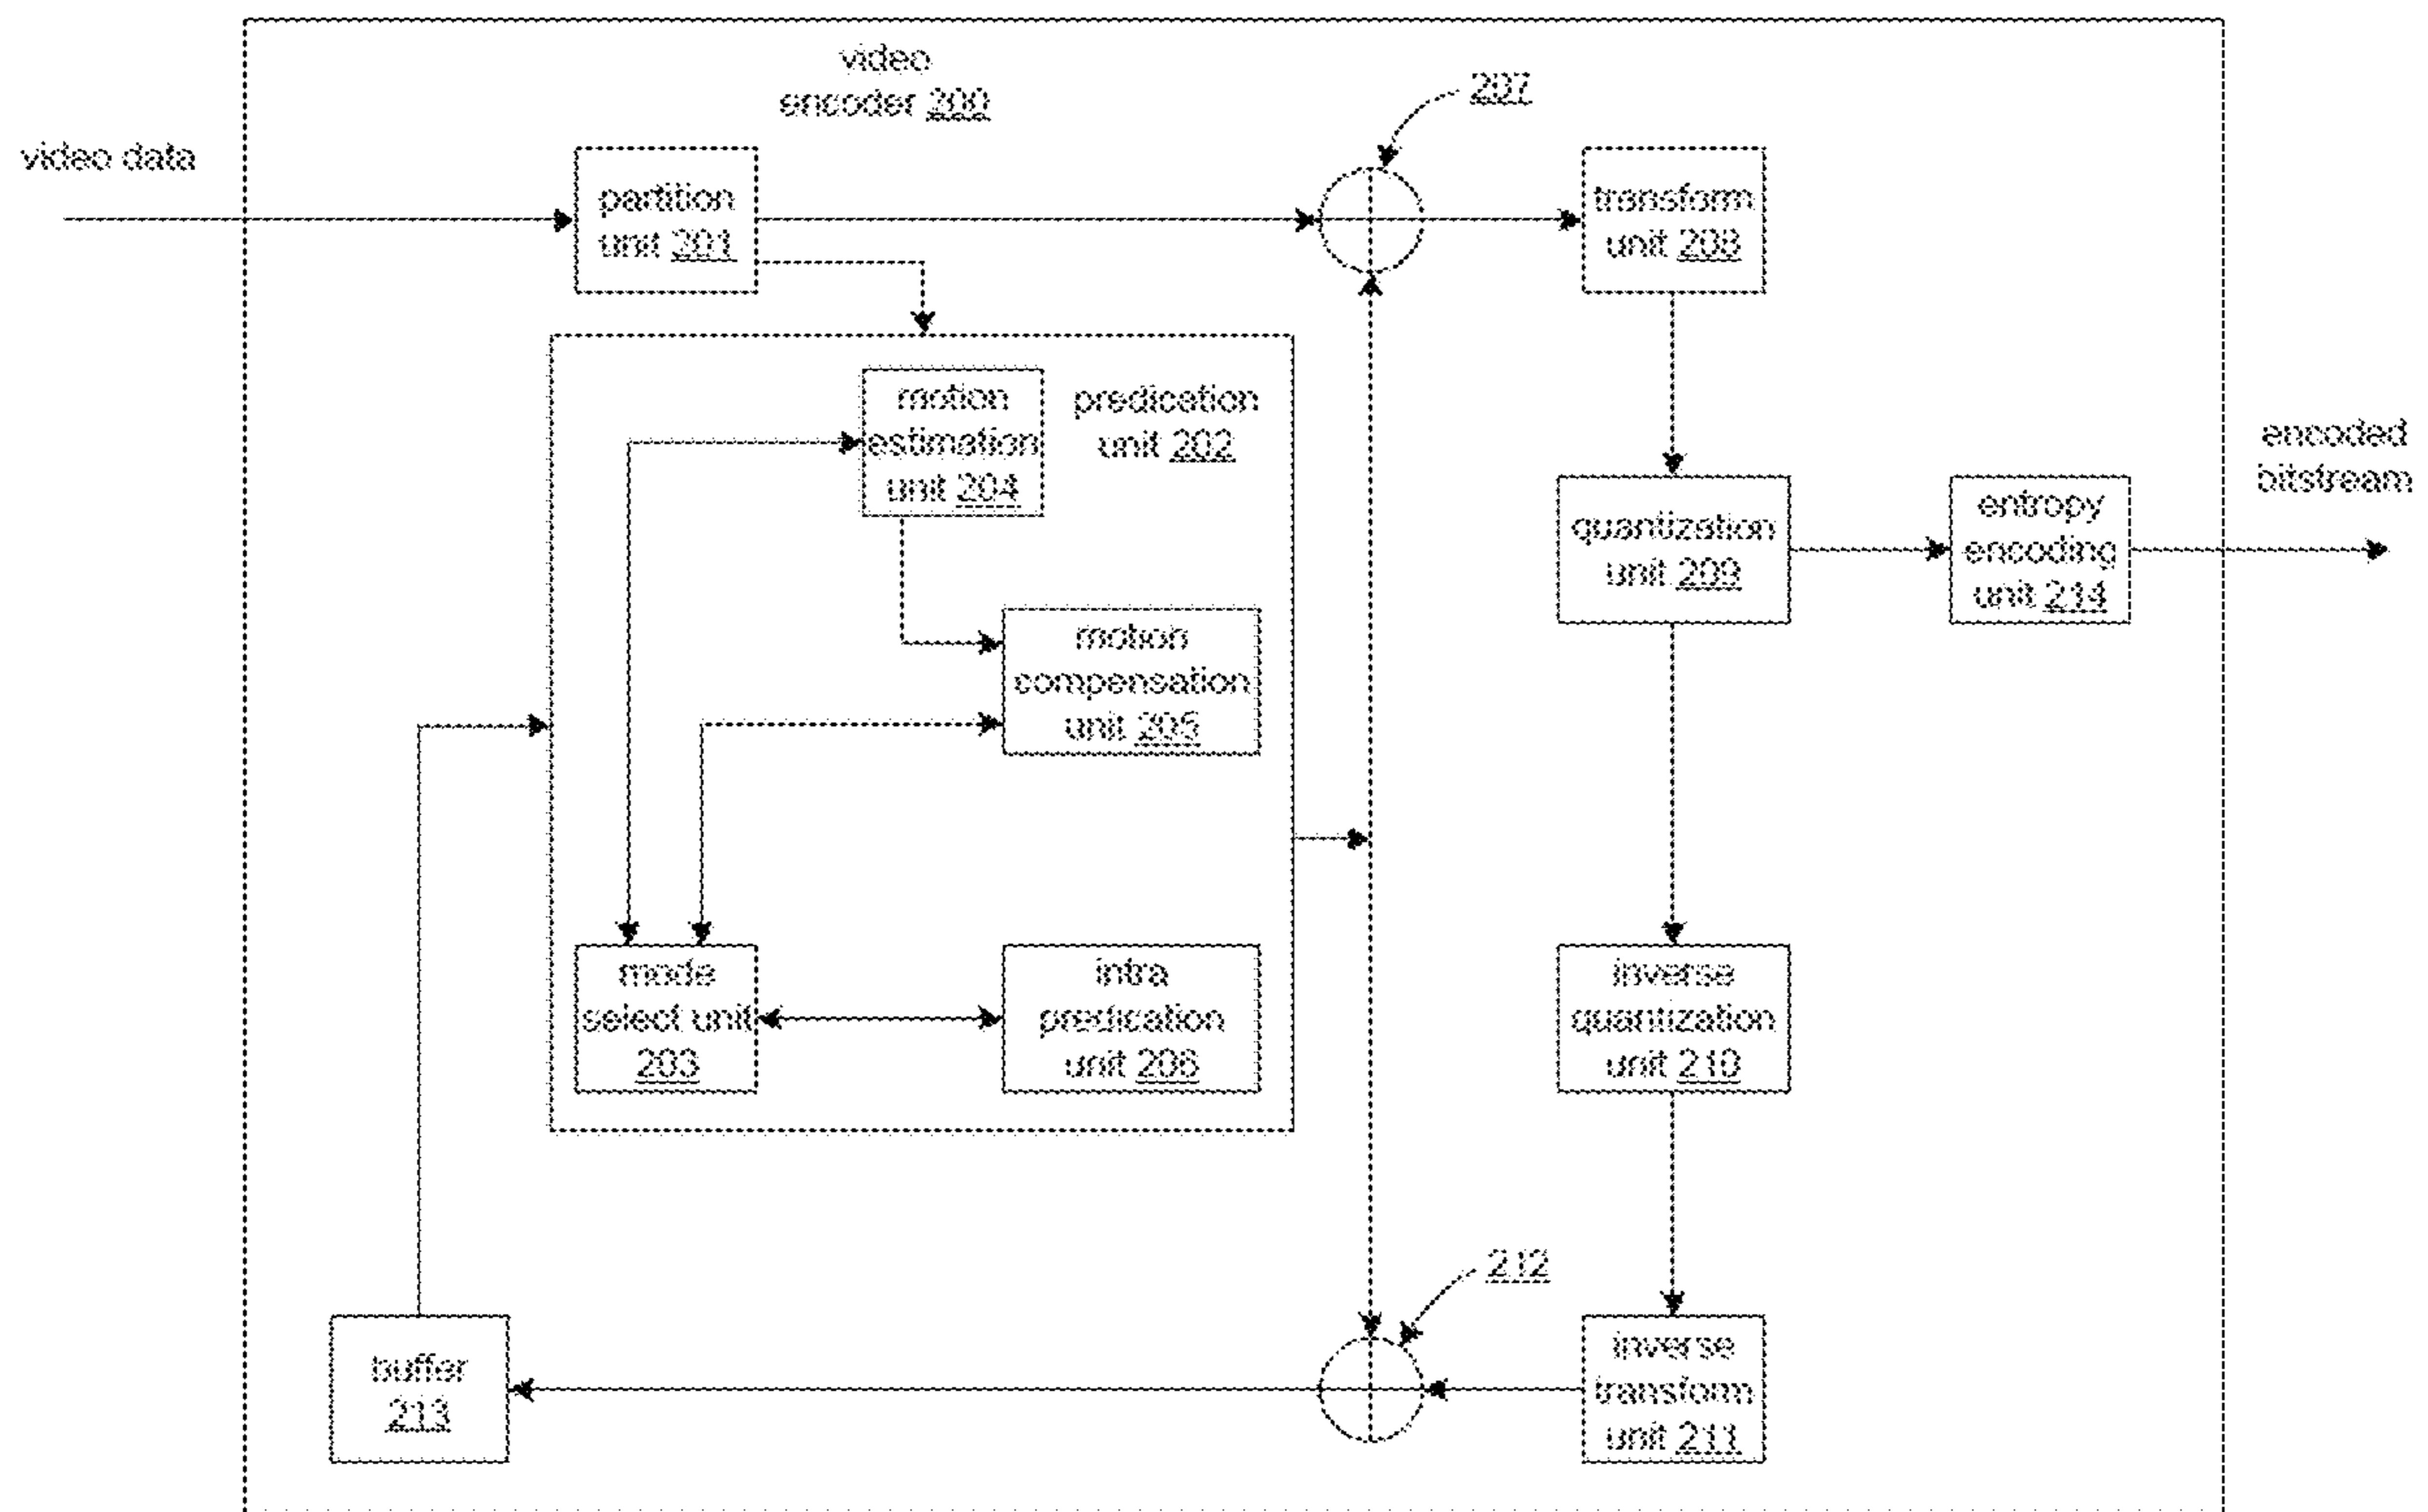 video
encoder 200
207
video data
partition
unit 201
transform
unit 208
motion
estimation
unit 204
predication
unit 202
encoded
bitstream
quantization
unit 209
entropy
encoding
unit 214
motion
compensation
unit 205
mode
select unit
203
intra
predication
unit 206
inverse
quantization
unit 210
212
buffer
213
inverse
transform
unit 211